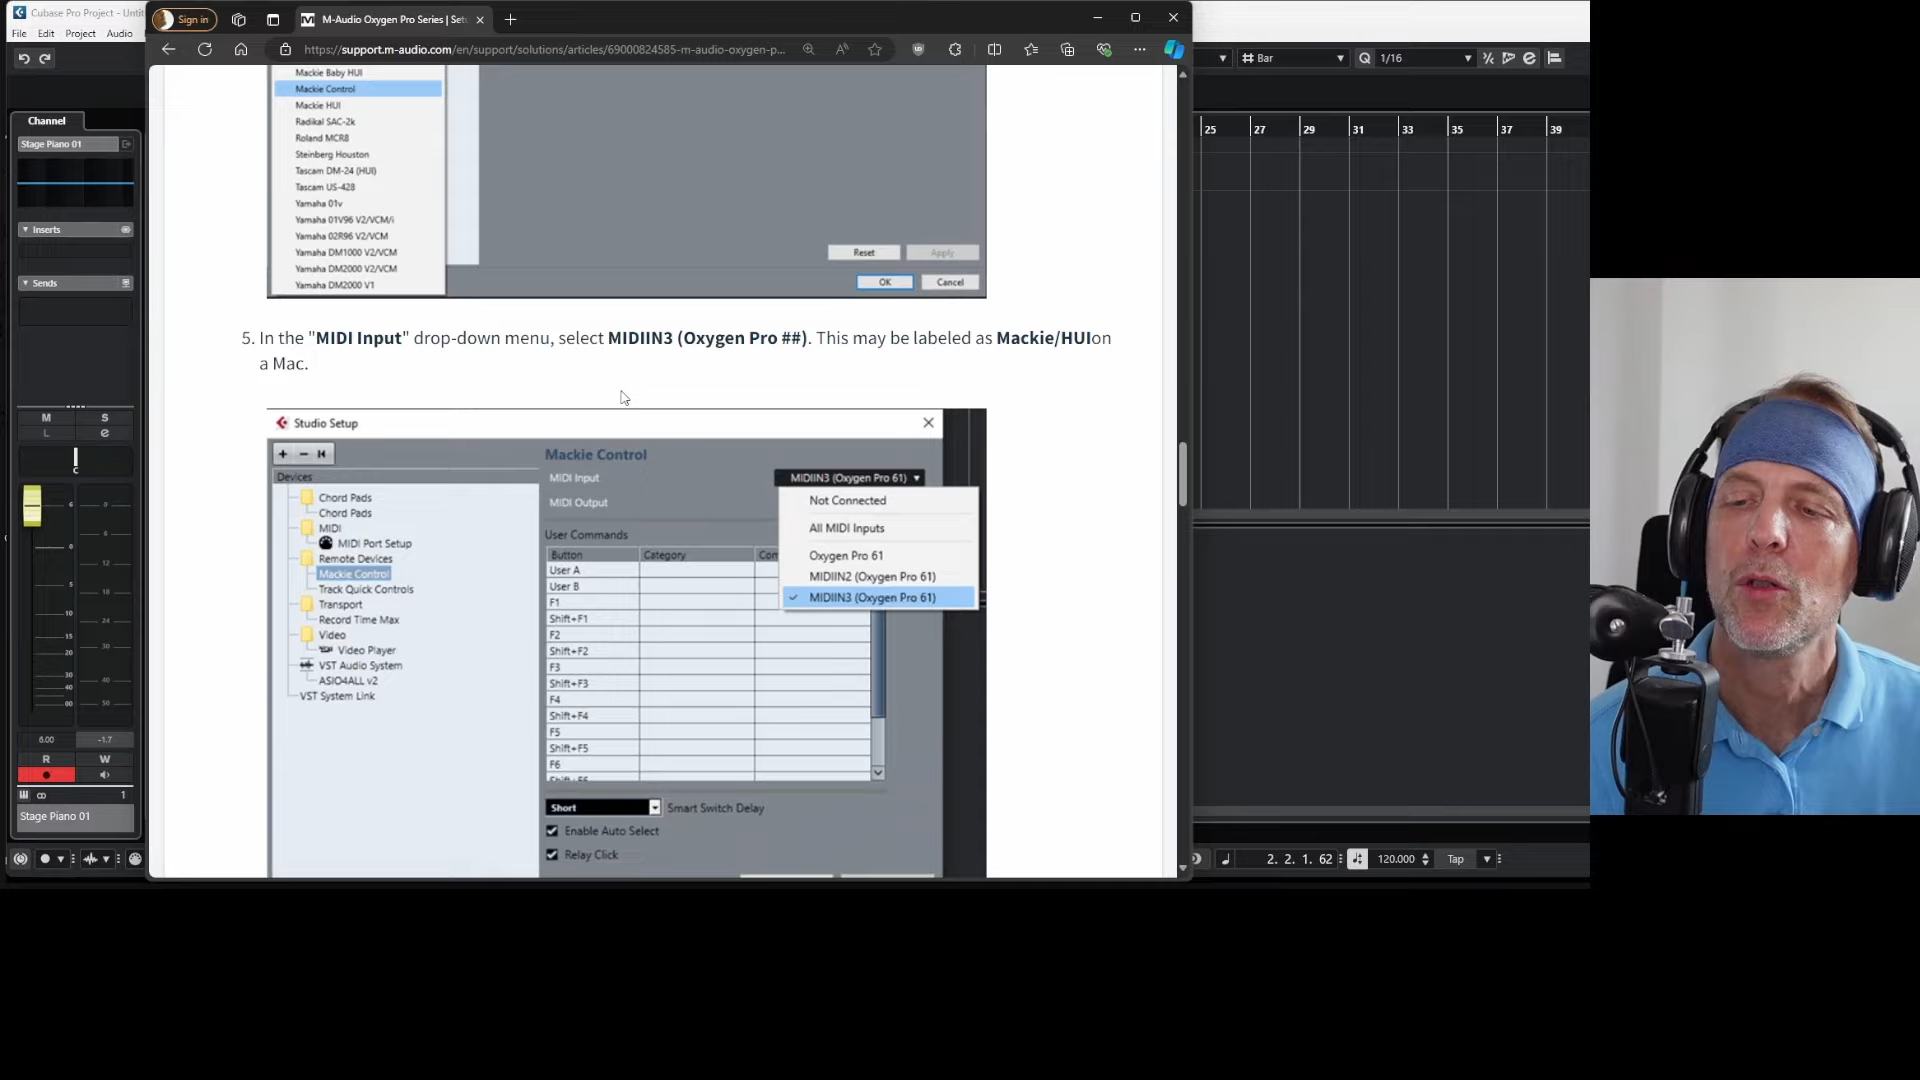 Cubase Pro Project - Untit
File Edit Project Audio
Sign in
M-Audio Oxygen Pro Series | Setu
https://support.m-audio.com/en/support/solutions/articles/69000824585-m-audio-oxygen-p...
Bar
Q 1/16
Channel
Stage Piano 01
Inserts
Sends
M S
L e
C
6.00 -1.7
R W
1
Stage Piano 01
25 27 29 31 33 35 37 39
Mackie Baby HUI
Mackie Control
Mackie HUI
Radikal SAC-2k
Roland MCR8
Steinberg Houston
Tascam DM-24 (HUI)
Tascam US-428
Yamaha 01v
Yamaha 01V96 V2/VCM/i
Yamaha 02R96 V2/VCM
Yamaha DM1000 V2/VCM
Yamaha DM2000 V2/VCM
Yamaha DM2000 V1
Reset Apply
OK Cancel
5. In the "MIDI Input" drop-down menu, select MIDIIN3 (Oxygen Pro ##). This may be labeled as Mackie/HUIon
a Mac.
Studio Setup
Devices
Chord Pads
Chord Pads
MIDI
MIDI Port Setup
Remote Devices
Mackie Control
Track Quick Controls
Transport
Record Time Max
Video
Video Player
VST Audio System
ASIO4ALL v2
VST System Link
Mackie Control
MIDI Input MIDIIN3 (Oxygen Pro 61)
MIDI Output
Not Connected
All MIDI Inputs
Oxygen Pro 61
MIDIIN2 (Oxygen Pro 61)
MIDIIN3 (Oxygen Pro 61)
User Commands
Button Category Com
User A
User B
F1
Shift+F1
F2
Shift+F2
F3
Shift+F3
F4
Shift+F4
F5
Shift+F5
F6
Short Smart Switch Delay
Enable Auto Select
Relay Click
2. 2. 1. 62 120.000 Tap